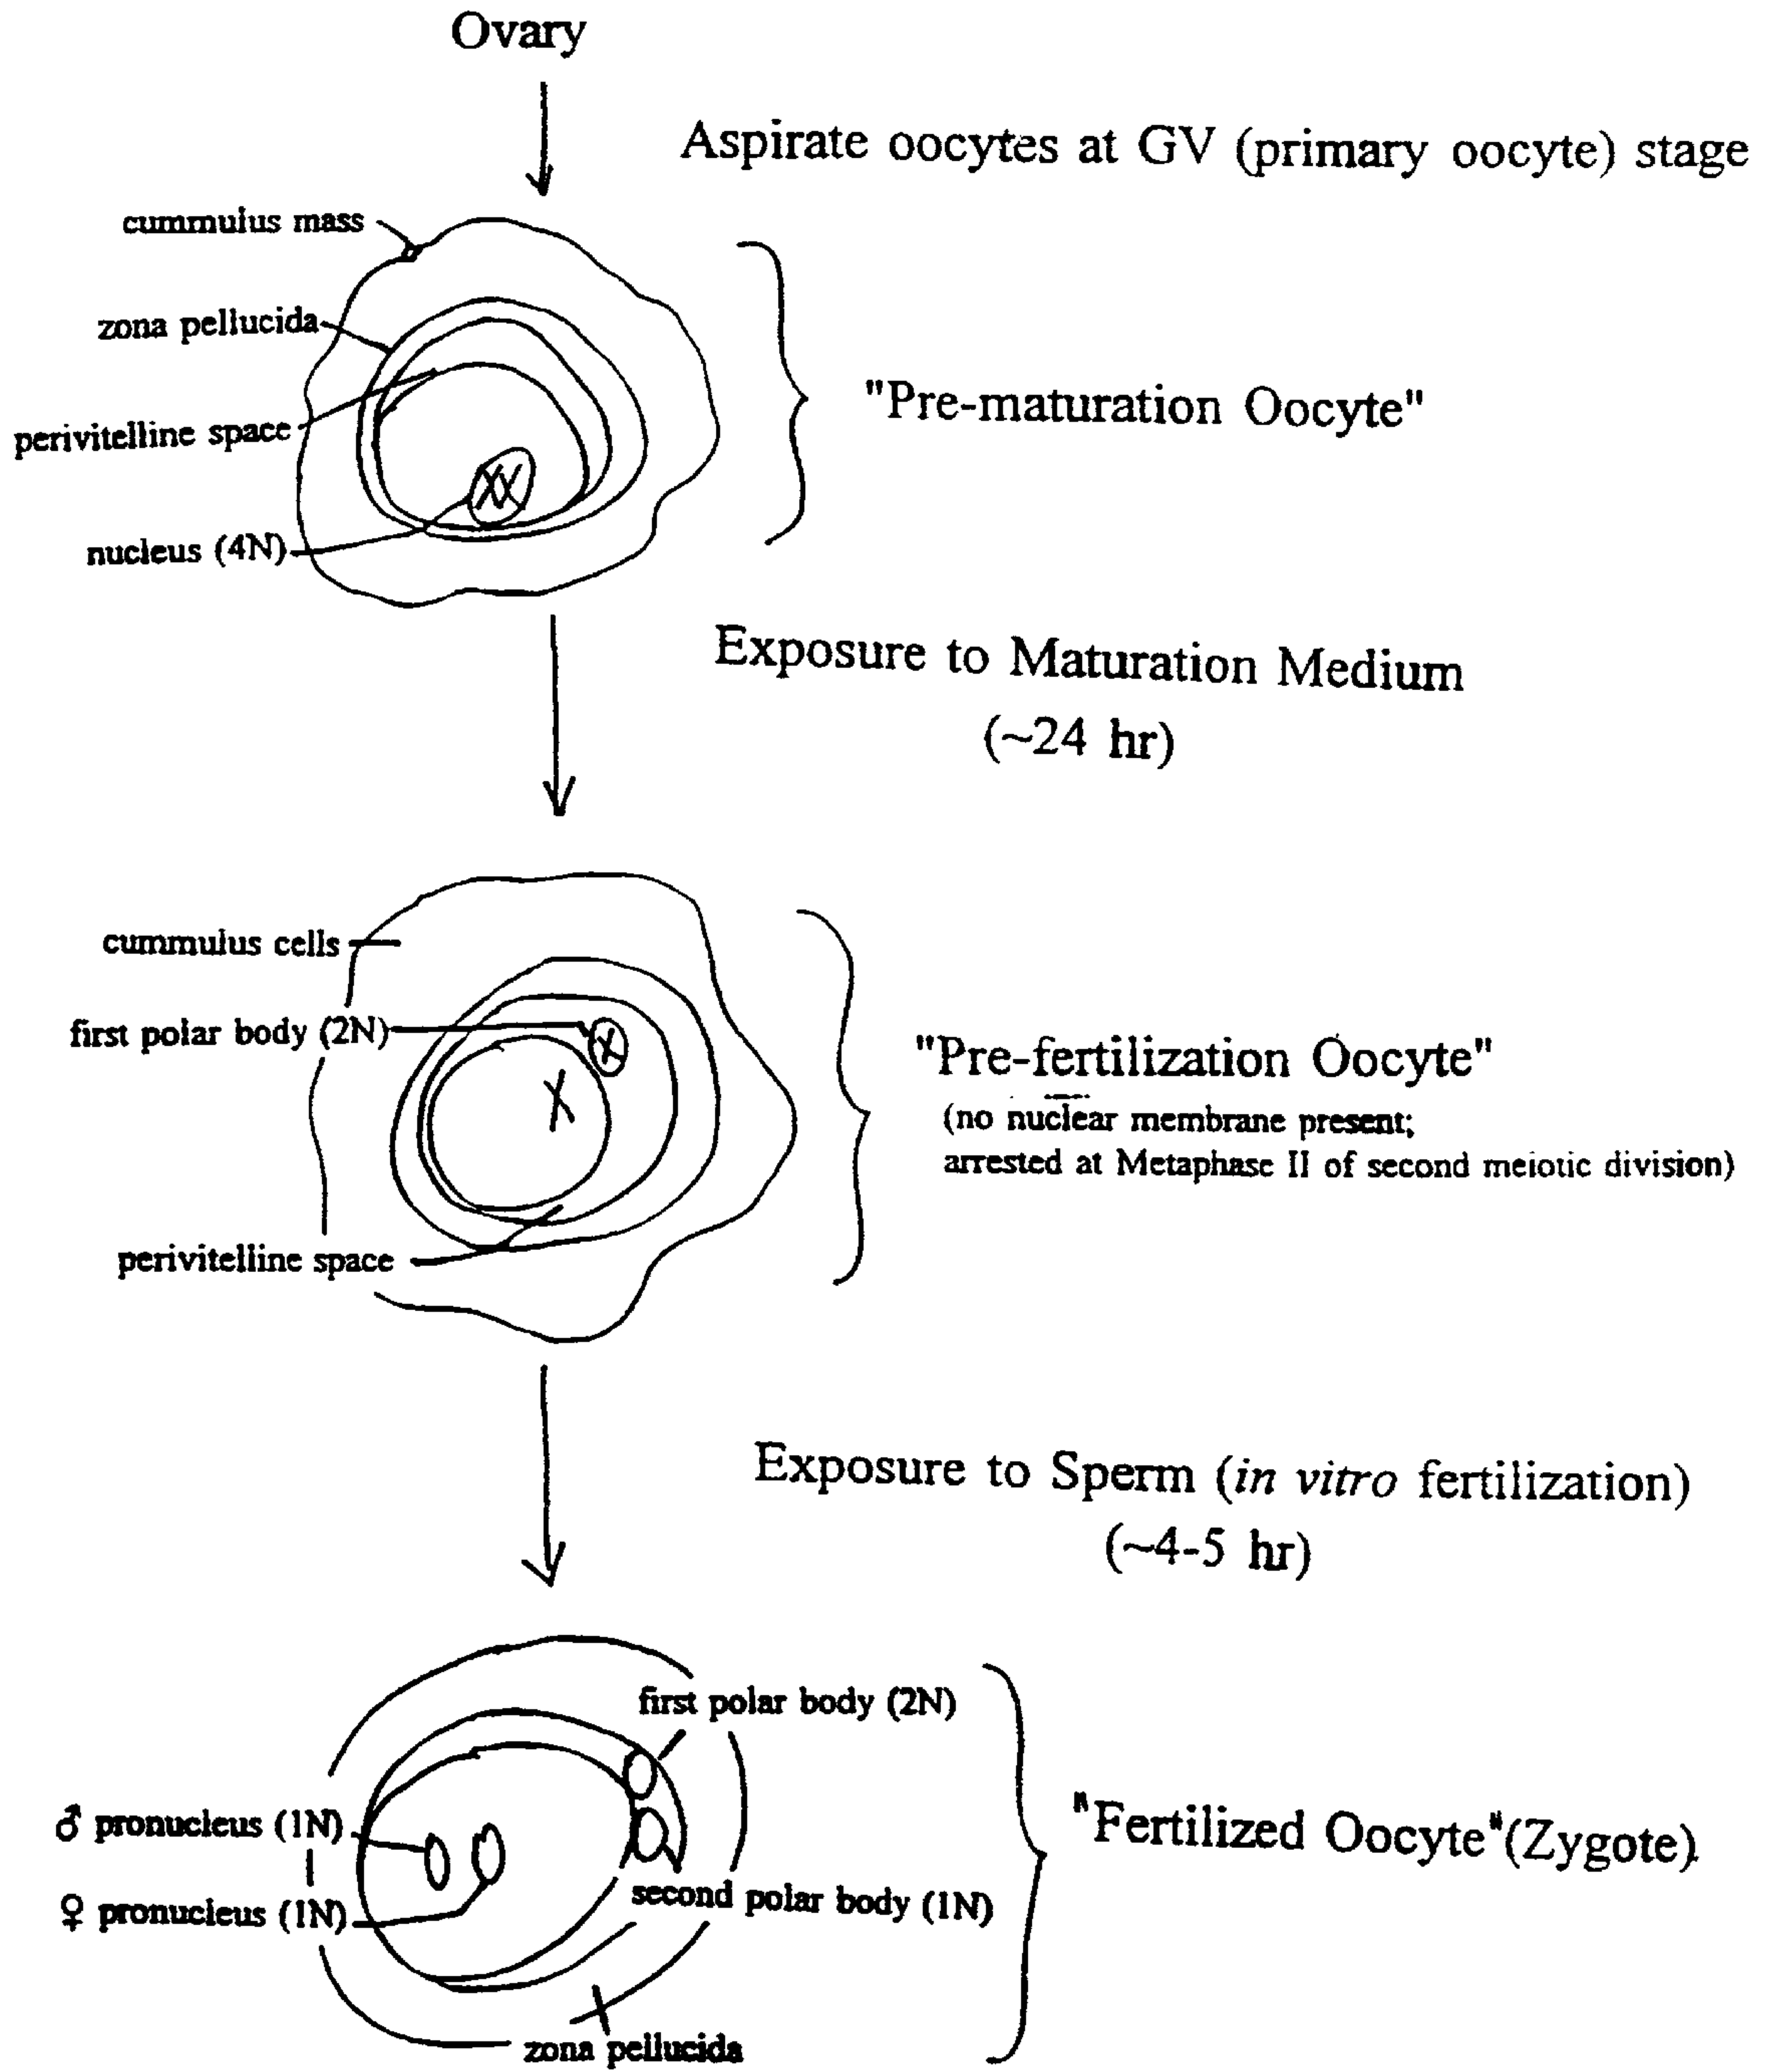 Ovary
Aspirate oocytes at GV (primary oocyte) stage
cummulus mass
zona pellucida
perivitelline space
nucleus (4N)
"Pre-maturation Oocyte"
Exposure to Maturation Medium
(~24 hr)
cummulus cells
first polar body (2N)
perivitelline space
"Pre-fertilization Oocyte"
(no nuclear membrane present;
arrested at Metaphase II of second meiotic division)
Exposure to Sperm (in vitro fertilization)
(~4-5 hr)
first polar body (2N)
♂ pronucleus (1N)
♀ pronucleus (1N)
second polar body (1N)
zona pellucida
"Fertilized Oocyte"(Zygote)